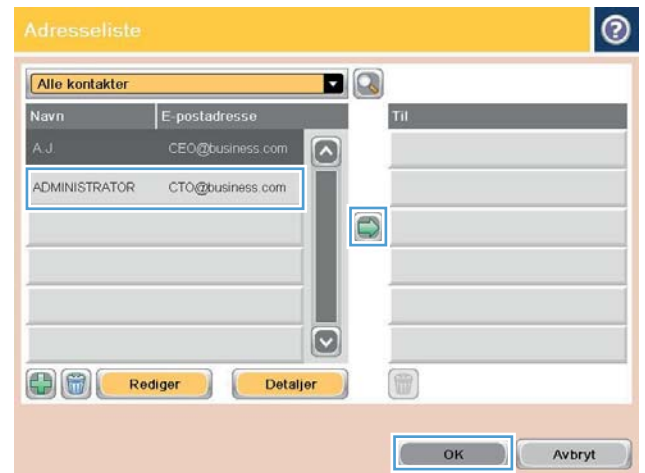 Adresseliste
Alle kontakter
Navn E-postadresse Til
A.J. CEO@business.com
ADMINISTRATOR CTO@business.com
Rediger Detaljer
OK Avbryt